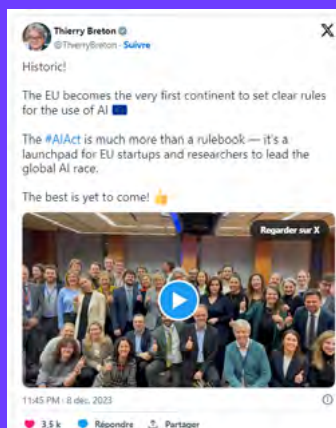 Thierry Breton
@ThierryBreton · Suivre
Historic!
The EU becomes the very first continent to set clear rules
for the use of AI 🇪🇺
The #AIAct is much more than a rulebook — it's a
launchpad for EU startups and researchers to lead the
global AI race.
The best is yet to come! 👍
Regarder sur X
11:45 PM · 8 déc. 2023
3,5 k Répondre Partager